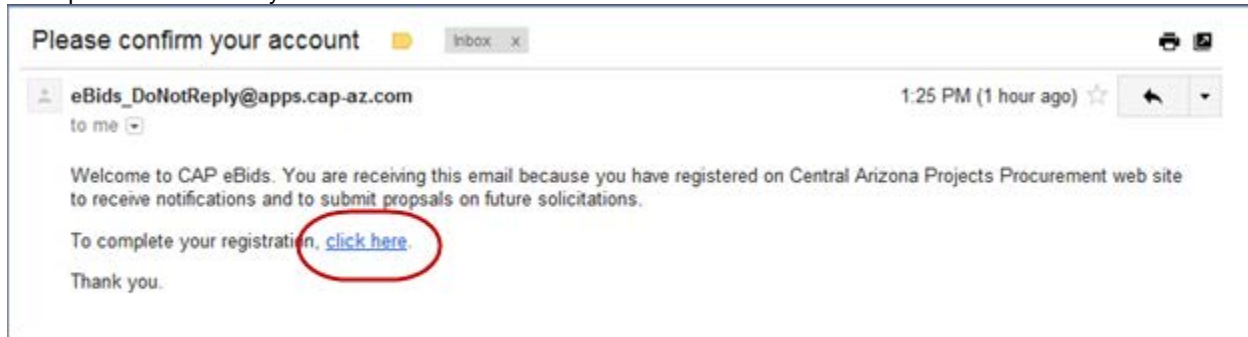 Please confirm your account Inbox x
eBids_DoNotReply@apps.cap-az.com 1:25 PM (1 hour ago)
to me
Welcome to CAP eBids. You are receiving this email because you have registered on Central Arizona Projects Procurement web site
to receive notifications and to submit propsals on future solicitations.
To complete your registration, click here.
Thank you.